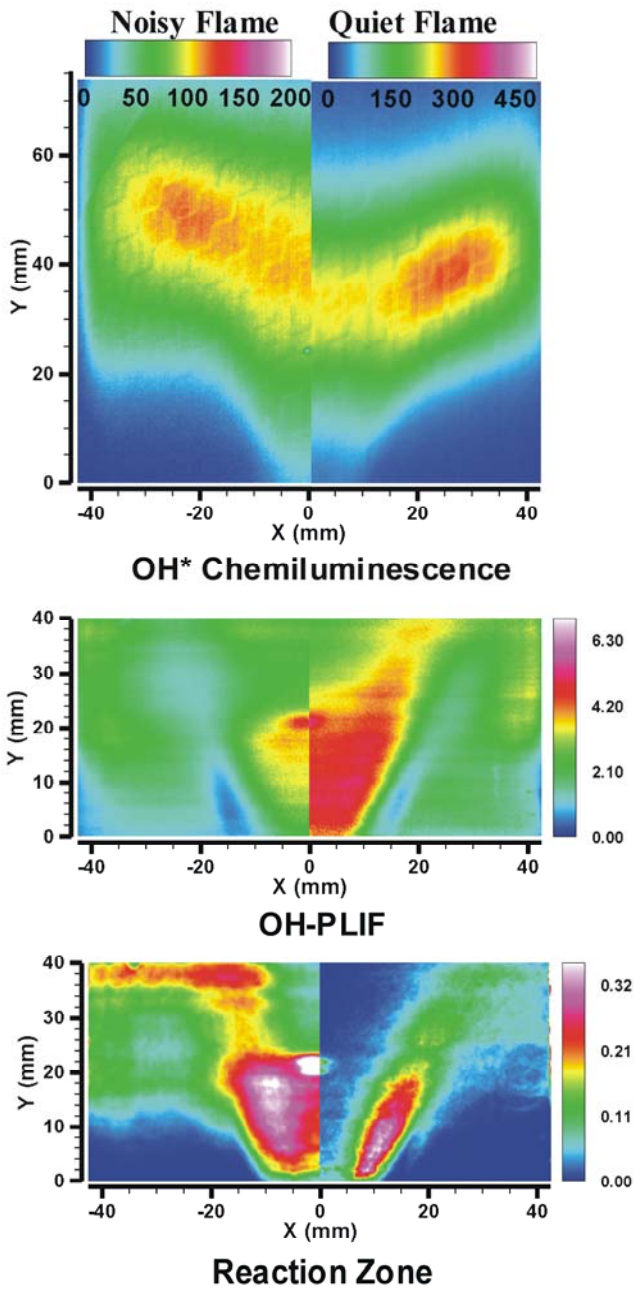 Noisy Flame Quiet Flame
0 50 100 150 200 0 150 300 450
60
40
20
0
Y (mm)
-40 -20 0 20 40
X (mm)
OH* Chemiluminescence
40
30
20
10
0
Y (mm)
6.30
4.20
2.10
0.00
-40 -20 0 20 40
X (mm)
OH-PLIF
40
30
20
10
0
Y (mm)
0.32
0.21
0.11
0.00
-40 -20 0 20 40
X (mm)
Reaction Zone